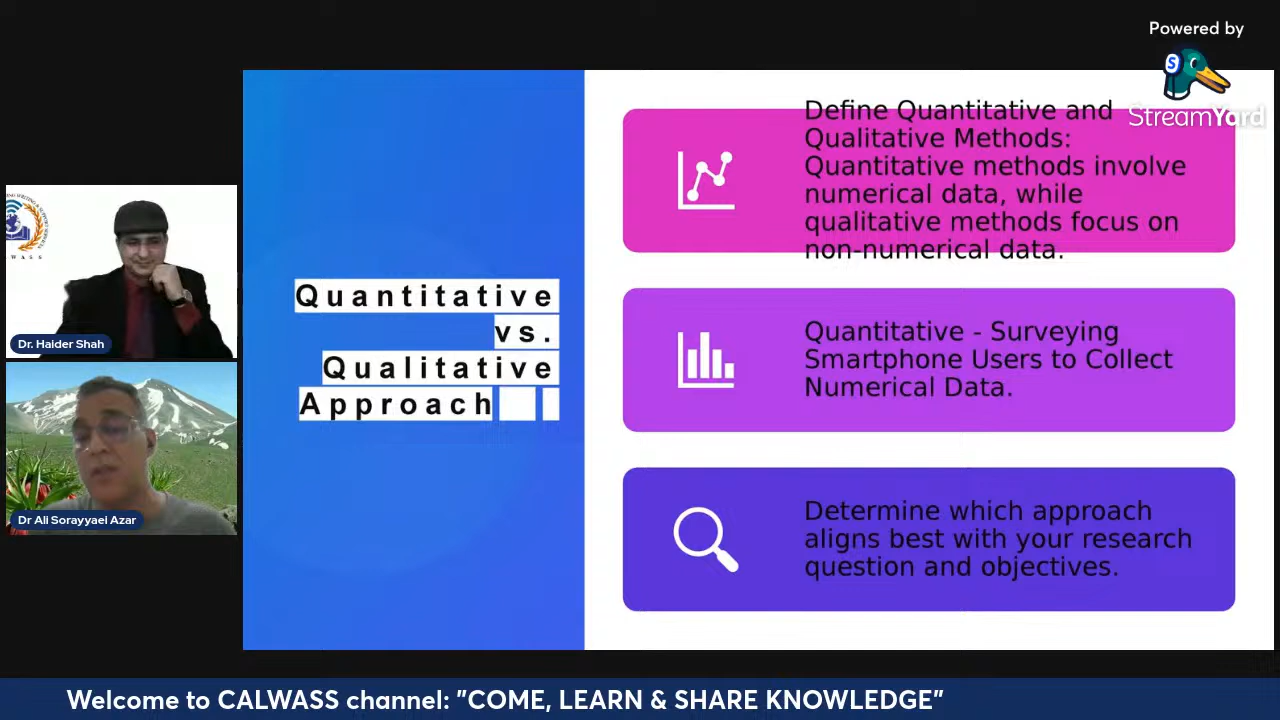 Powered by
StreamYard
Define Quantitative and
Qualitative Methods:
Quantitative methods involve
numerical data, while
qualitative methods focus on
non-numerical data.
Quantitative
vs.
Qualitative
Approach
Quantitative - Surveying
Smartphone Users to Collect
Numerical Data.
Determine which approach
aligns best with your research
question and objectives.
Dr. Haider Shah
Dr Ali Sorayyaei Azar
Welcome to CALWASS channel: "COME, LEARN & SHARE KNOWLEDGE"